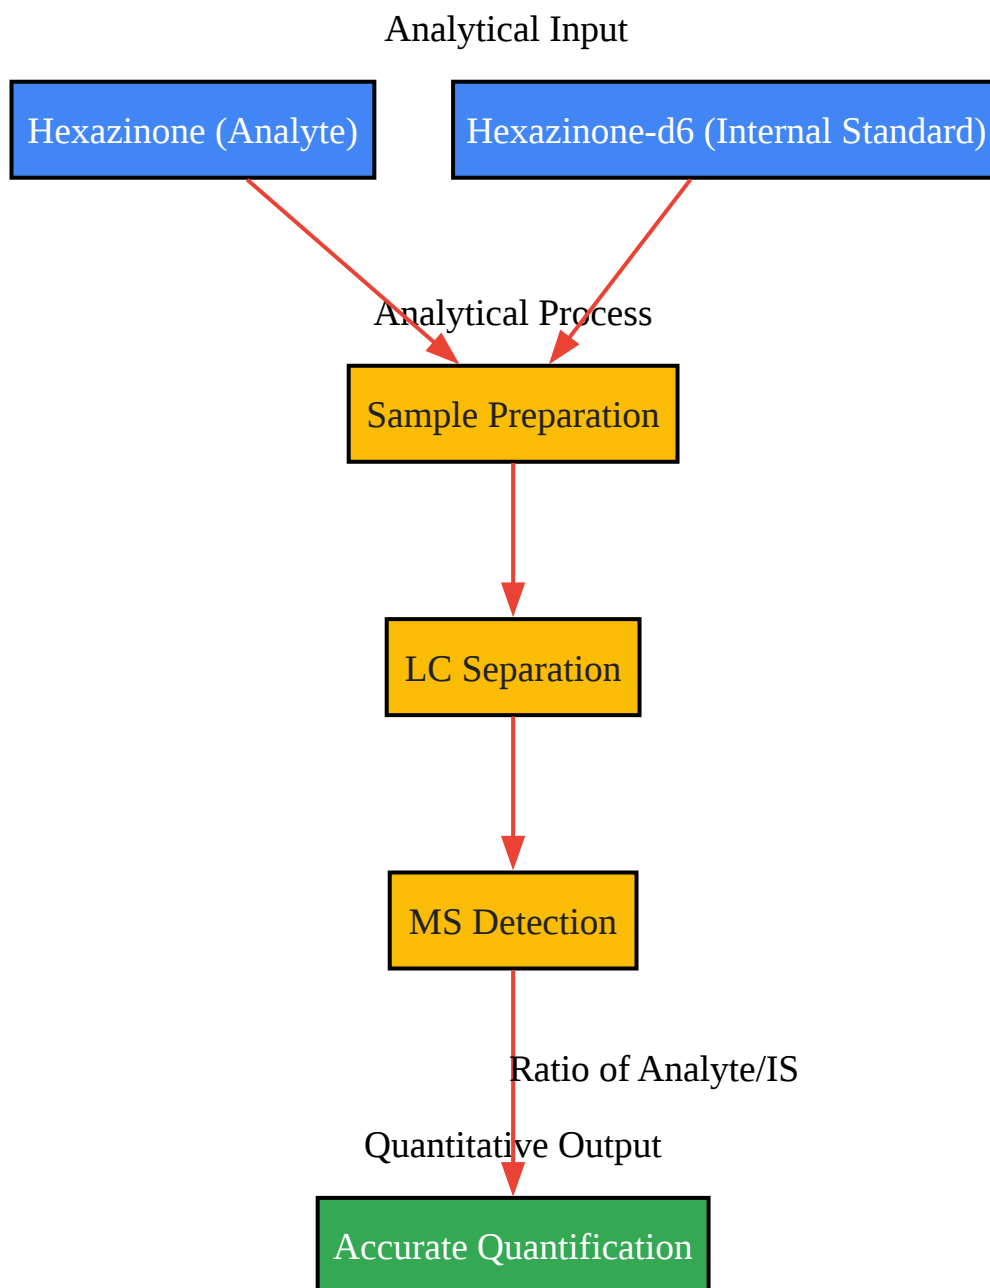 Analytical Input
Hexazinone (Analyte)
Hexazinone-d6 (Internal Standard)
Analytical Process
Sample Preparation
LC Separation
MS Detection
Ratio of Analyte/IS
Quantitative Output
Accurate Quantification